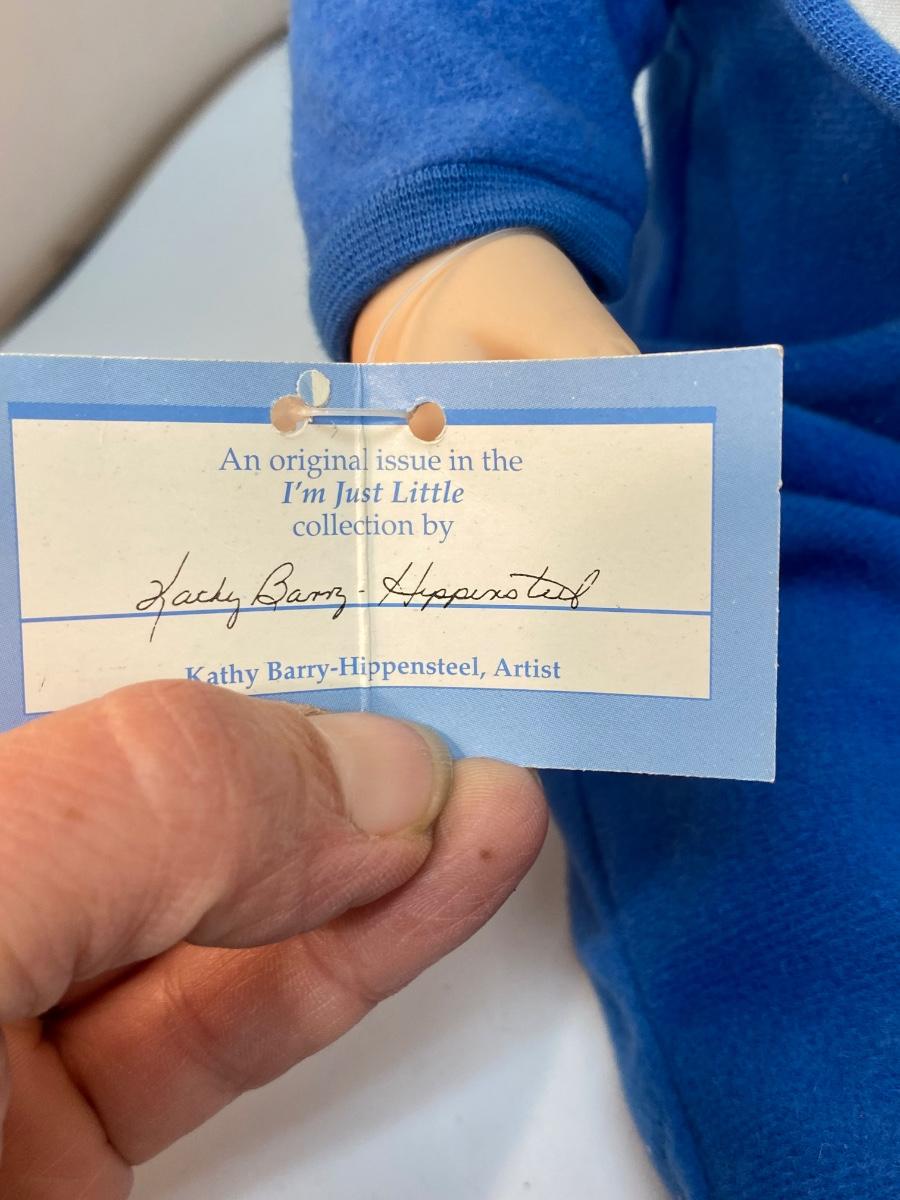 An original issue in the
I'm Just Little
collection by
Kathy Barry-Hippensteel
Kathy Barry-Hippensteel, Artist